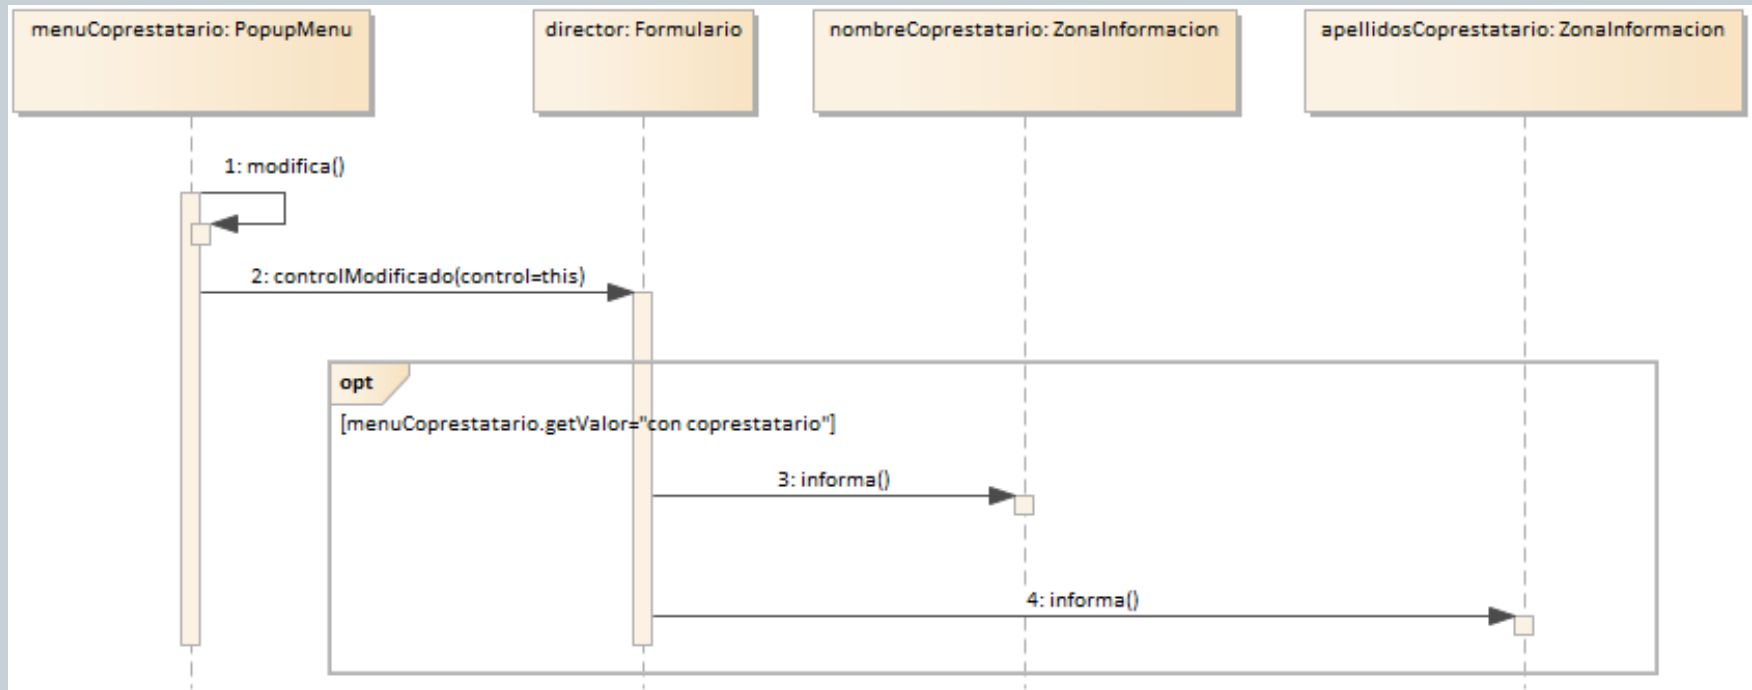 menuCoprestatario: PopupMenu
director: Formulario
nombreCoprestatario: ZonaInformacion
apellidosCoprestatario: ZonaInformacion
1: modifica()
2: controlModificado(control=this)
opt
[menuCoprestatario.getValor="con coprestatario"]
3: informa()
4: informa()